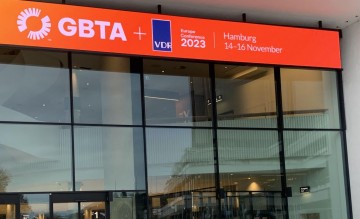 GBTA + VDR
Europe
Conference
2023
Hamburg
14-16 November